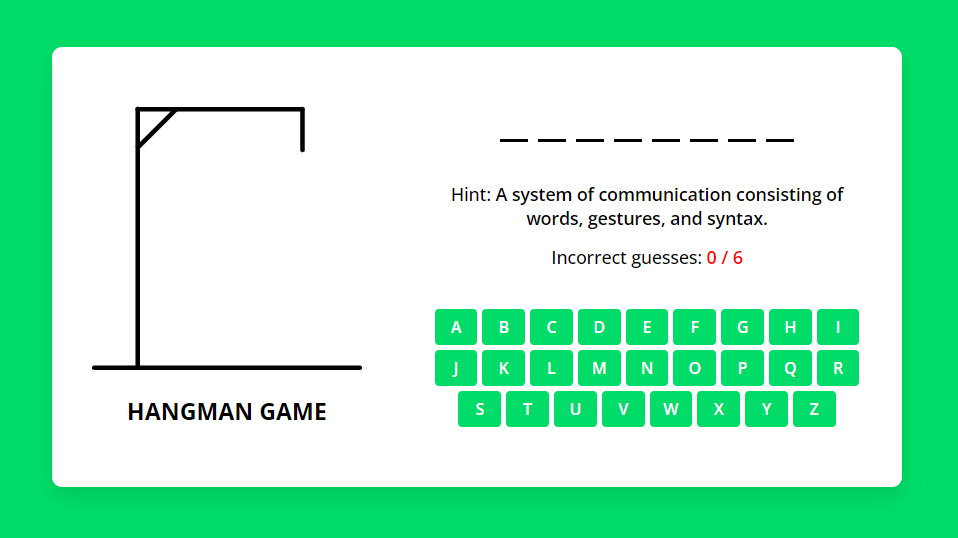 Hint: A system of communication consisting of
words, gestures, and syntax.
Incorrect guesses: 0 / 6
A B C D E F G H I
J K L M N O P Q R
S T U V W X Y Z
HANGMAN GAME